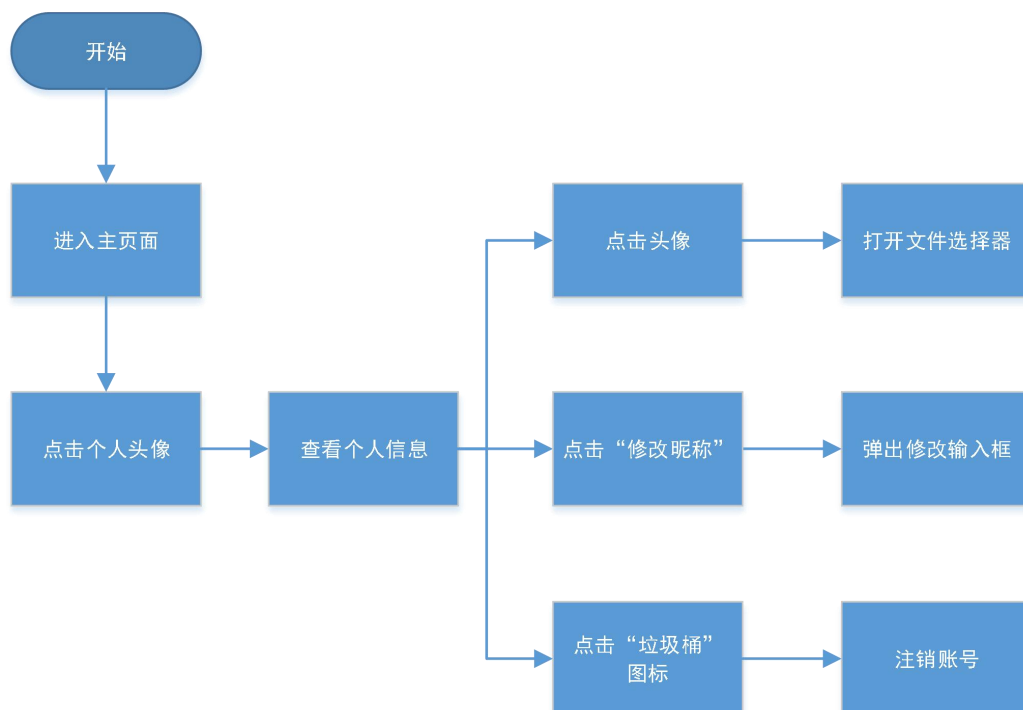 开始
进入主页面
点击头像
打开文件选择器
点击个人头像
查看个人信息
点击“修改昵称”
弹出修改输入框
点击“垃圾桶”
图标
注销账号